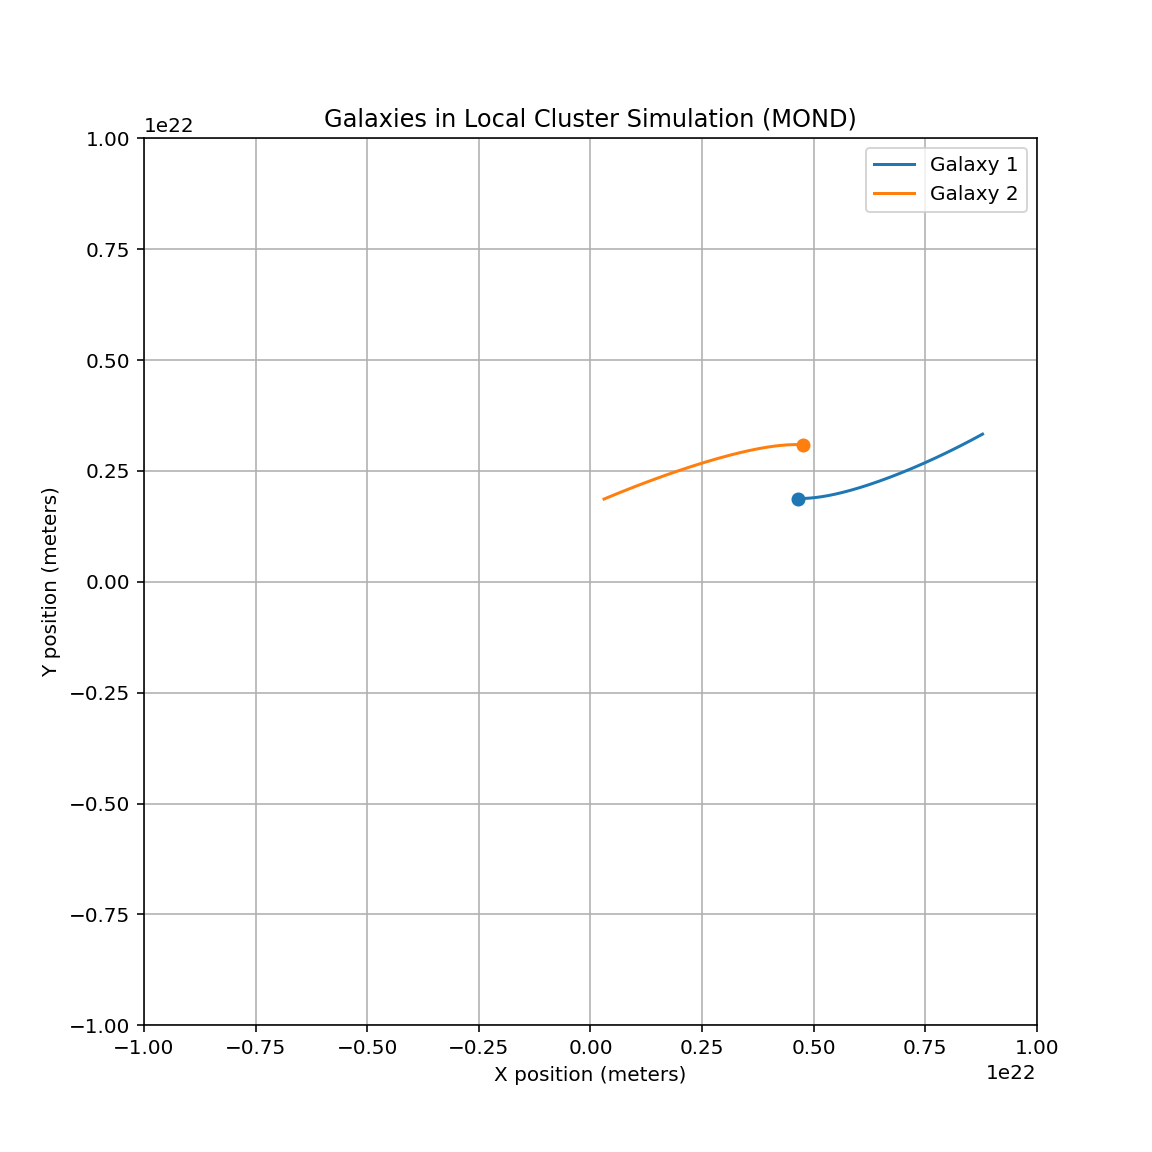 Galaxies in Local Cluster Simulation (MOND)
1e22
Galaxy 1
Galaxy 2
1.00
0.75
0.50
0.25
0.00
−0.25
−0.50
−0.75
−1.00
Y position (meters)
−1.00 −0.75 −0.50 −0.25 0.00 0.25 0.50 0.75 1.00
X position (meters)
1e22